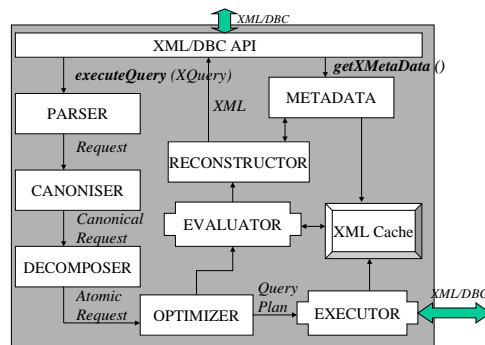 XML/DBC
XML/DBC API
executeQuery (XQuery)
getXMetaData ()
PARSER
XML
METADATA
Request
RECONSTRUCTOR
CANONISER
Canonical
Request
EVALUATOR
XML Cache
DECOMPOSER
Atomic
Request
OPTIMIZER
Query
Plan
EXECUTOR
XML/DBC